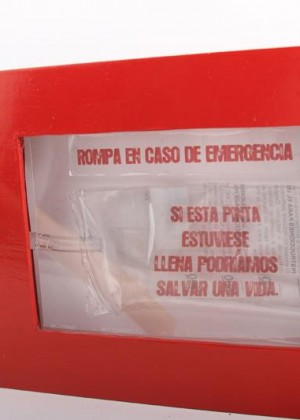 ROMPA EN CASO DE EMERGENCIA
SI ESTA PINTA
ESTUVIESE
LLENA PODRÍAMOS
SALVAR UNA VIDA.